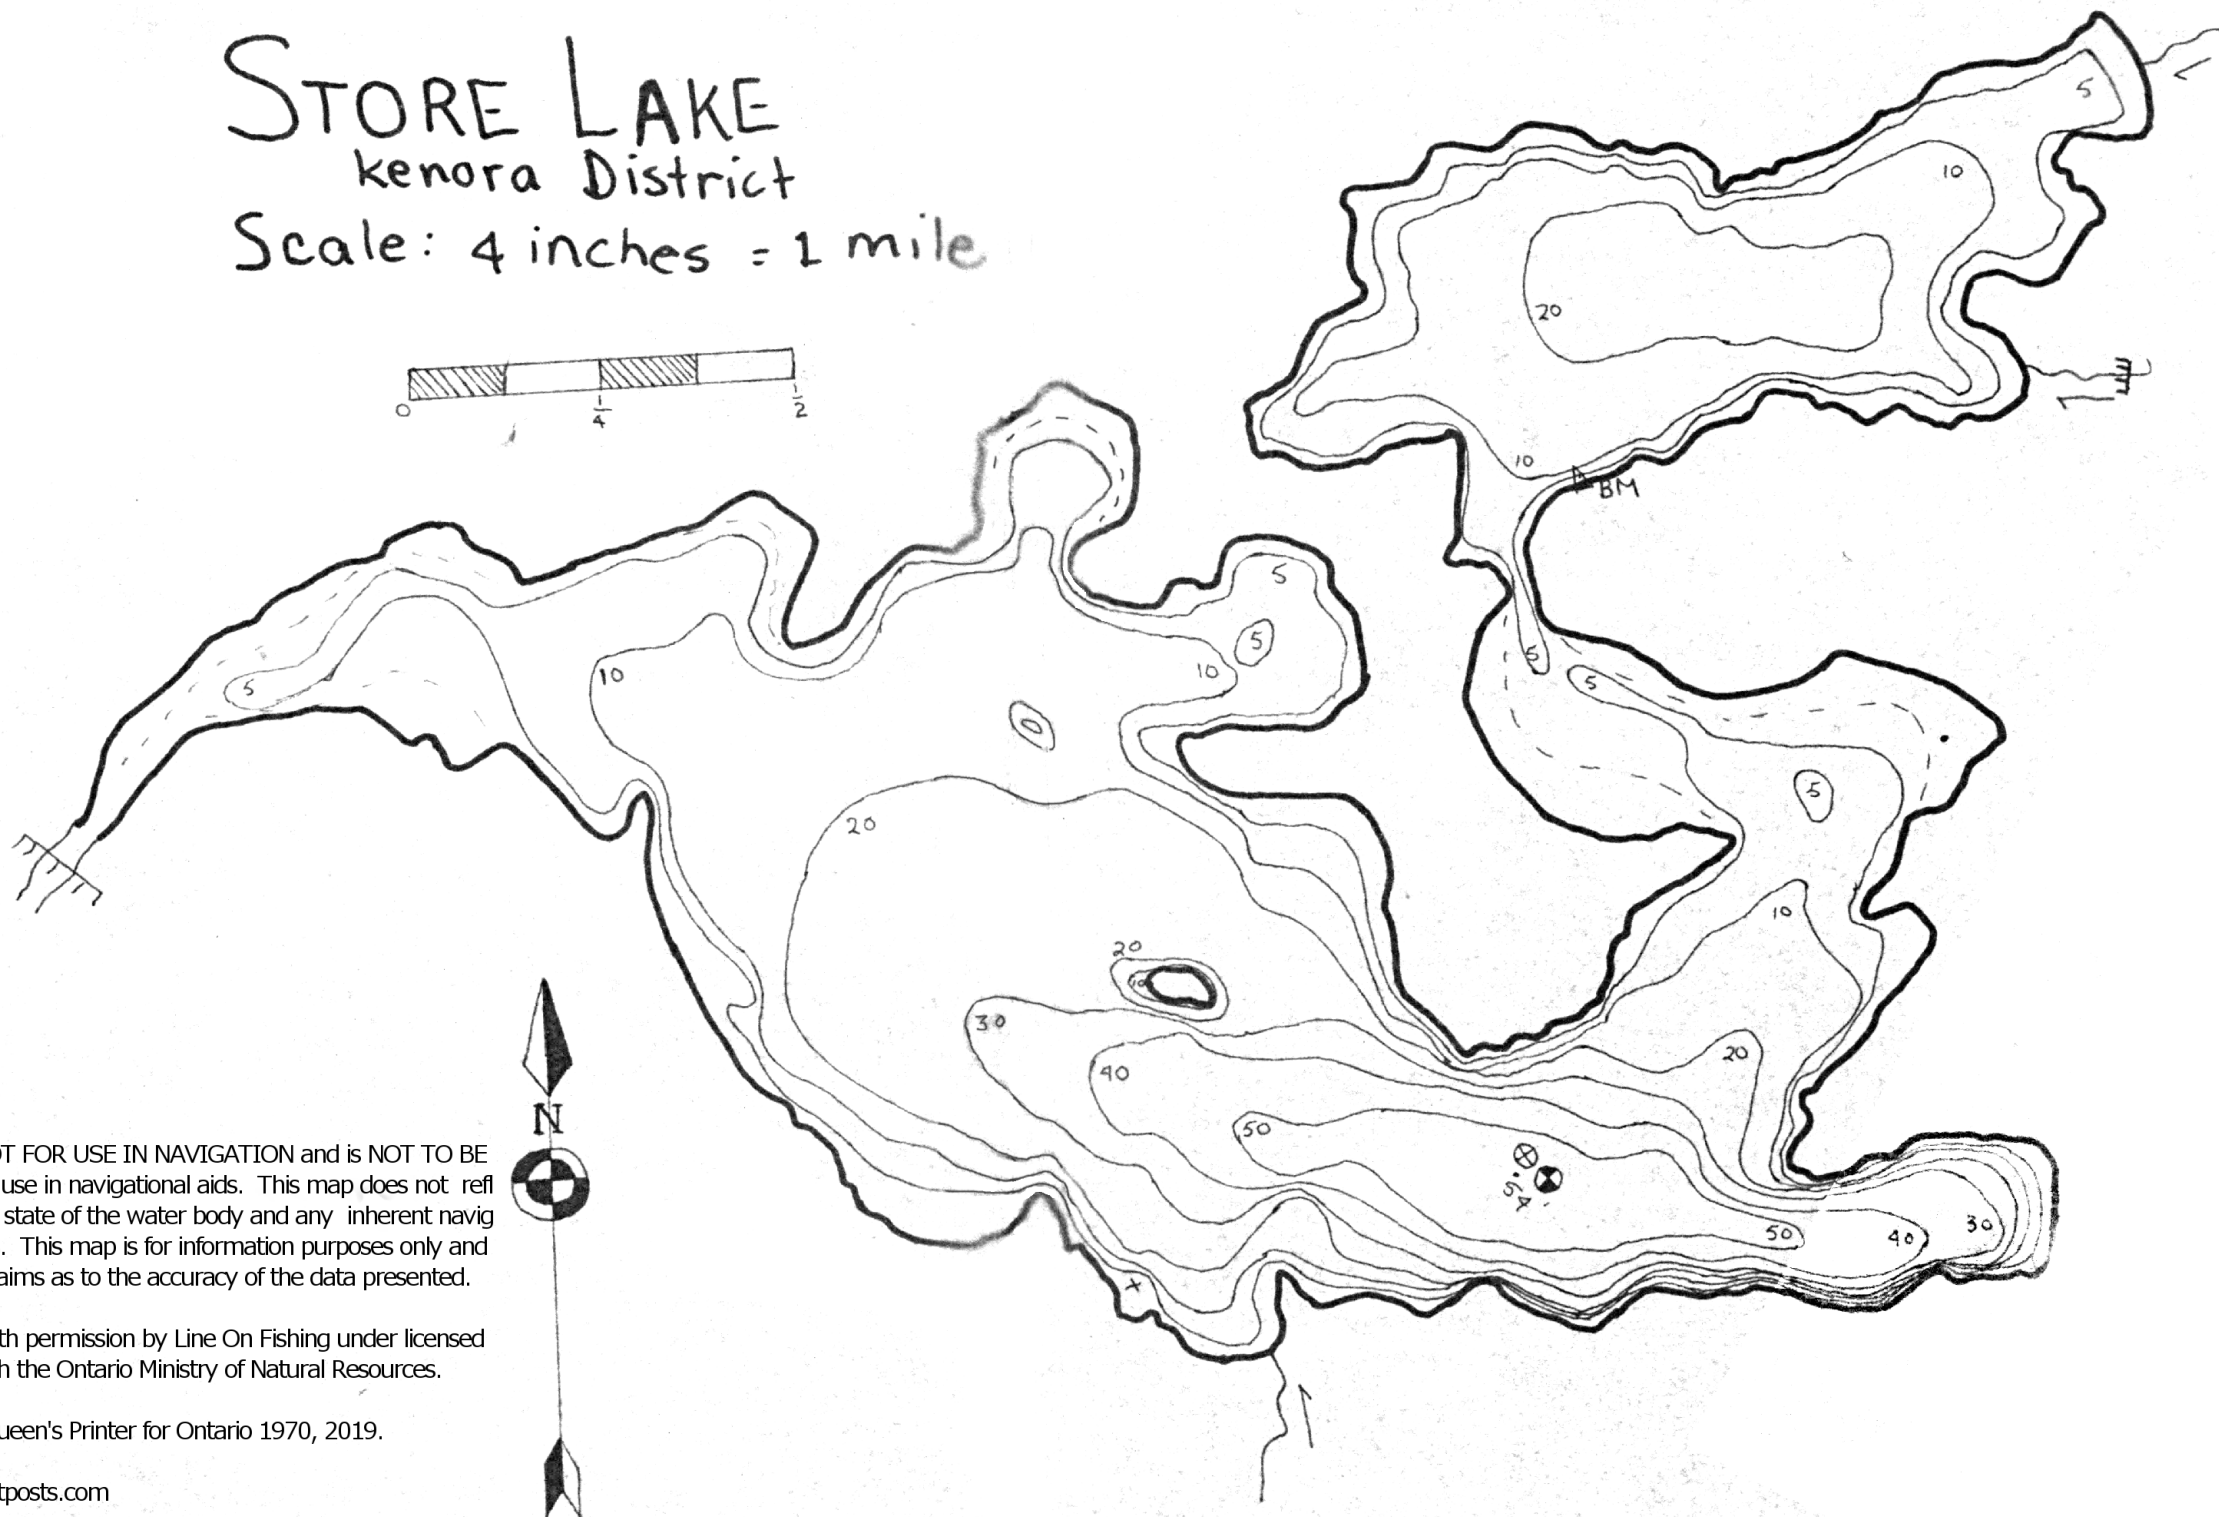 STORE LAKE
kenora District
Scale: 4 inches = 1 mile
0 1/4 1/2
5
10
20
10
BM
5
5
5
5
5
10
10
5
20
10
20
10
30
20
40
50
54'
50
40
30
N
OT FOR USE IN NAVIGATION and is NOT TO BE
use in navigational aids. This map does not refl
state of the water body and any inherent navig
. This map is for information purposes only and
aims as to the accuracy of the data presented.
th permission by Line On Fishing under licensed
h the Ontario Ministry of Natural Resources.
ueen's Printer for Ontario 1970, 2019.
tposts.com